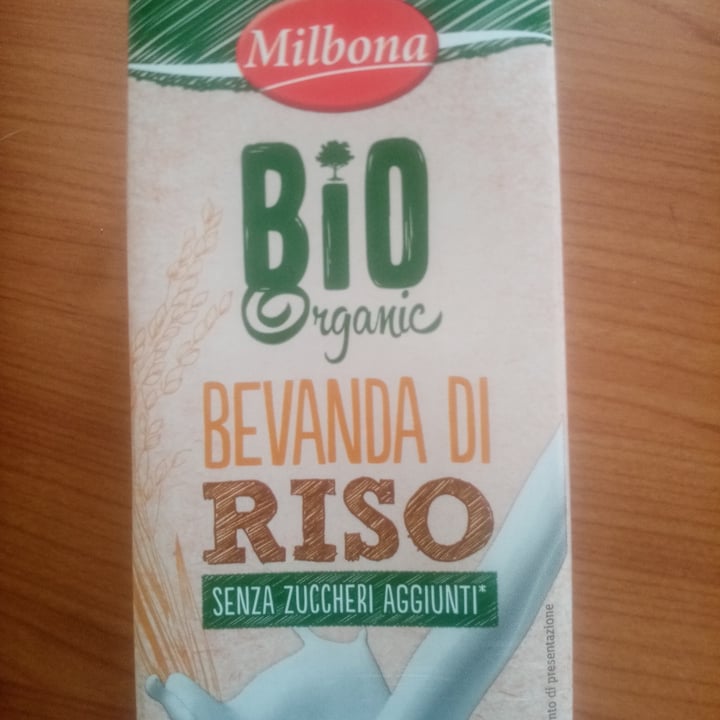 Milbona
BiO
Organic
BEVANDA DI
RISO
SENZA ZUCCHERI AGGIUNTI*
di presentazione